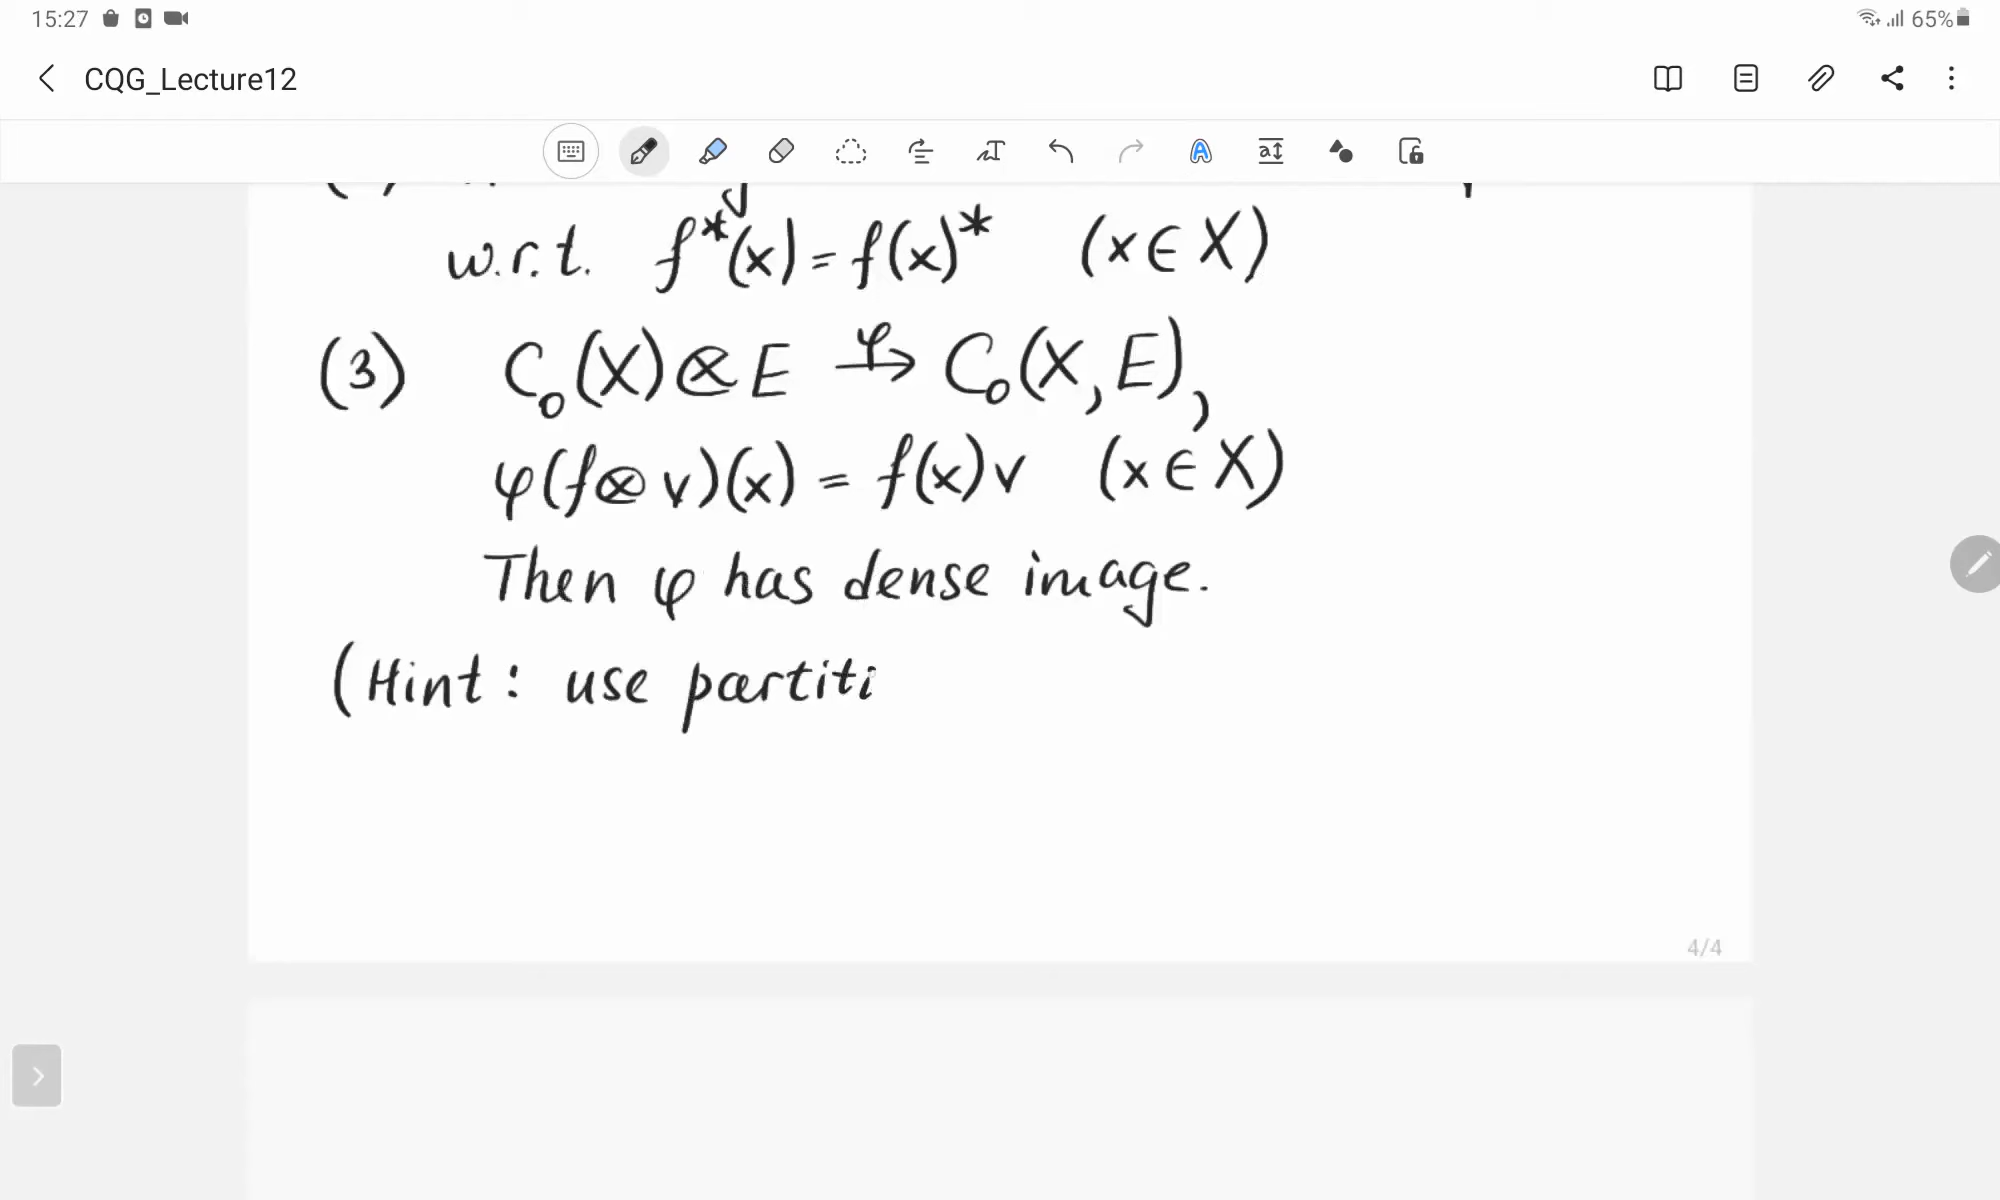 15:27
65%
CQG_Lecture12
w.r.t. f*(x) = f(x)* (x ∈ X)
(3) C₀(X) ⊗ E →φ C₀(X, E),
φ(f ⊗ v)(x) = f(x)v (x ∈ X)
Then φ has dense image.
(Hint: use partiti
4/4